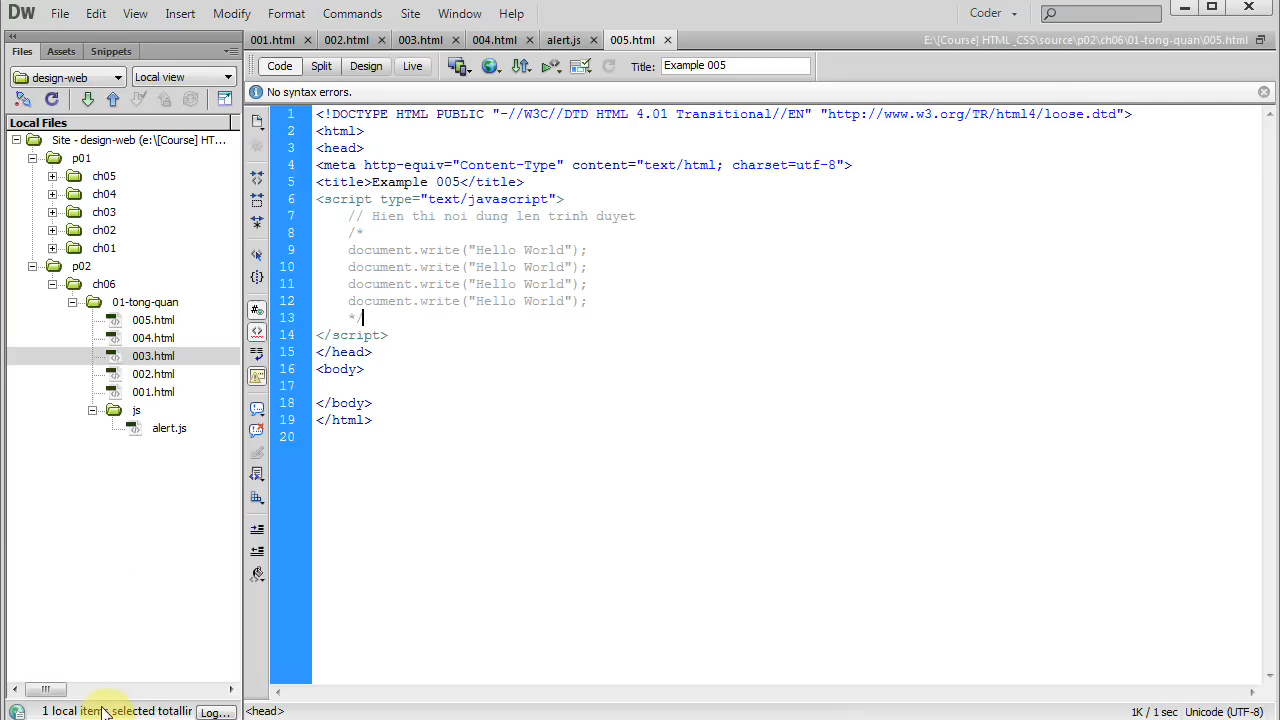 Dw File Edit View Insert Modify Format Commands Site Window Help Coder
001.html 002.html 003.html 004.html alert.js 005.html E:\[Course] HTML_CSS\source\p02\ch06\01-tong-quan\005.html
Files Assets Snippets
Code Split Design Live Title: Example 005
design-web Local view
No syntax errors.
Local Files
Site - design-web (e:\[Course] HT...
p01
ch05
ch04
ch03
ch02
ch01
p02
ch06
01-tong-quan
005.html
004.html
003.html
002.html
001.html
js
alert.js
1 <!DOCTYPE HTML PUBLIC "-//W3C//DTD HTML 4.01 Transitional//EN" "http://www.w3.org/TR/html4/loose.dtd">
2 <html>
3 <head>
4 <meta http-equiv="Content-Type" content="text/html; charset=utf-8">
5 <title>Example 005</title>
6 <script type="text/javascript">
7 // Hien thi noi dung len trinh duyet
8 /*
9 document.write("Hello World");
10 document.write("Hello World");
11 document.write("Hello World");
12 document.write("Hello World");
13 */
14 </script>
15 </head>
16 <body>
17
18 </body>
19 </html>
20
1 local items selected totallir Log... <head> 1K / 1 sec Unicode (UTF-8)